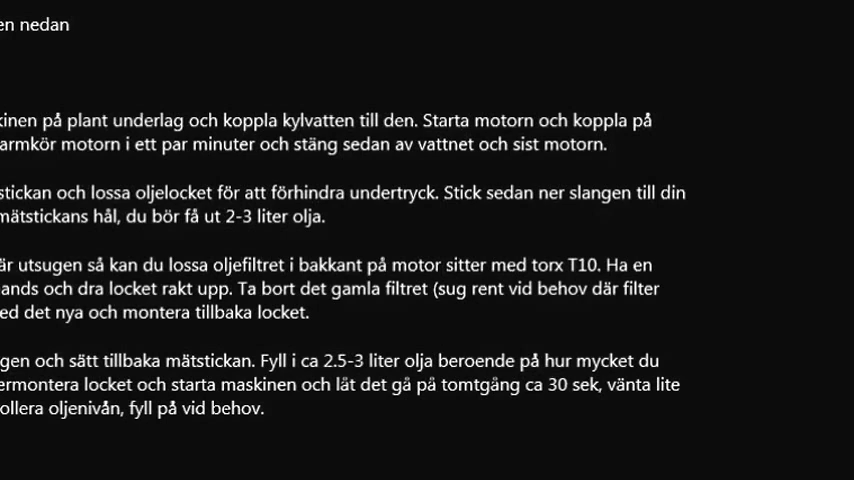 en nedan
kinen på plant underlag och koppla kylvatten till den. Starta motorn och koppla på
armkör motorn i ett par minuter och stäng sedan av vattnet och sist motorn.
stickan och lossa oljelocket för att förhindra undertryck. Stick sedan ner slangen till din
mätstickans hål, du bör få ut 2-3 liter olja.
är utsugen så kan du lossa oljefiltret i bakkant på motor sitter med torx T10. Ha en
ands och dra locket rakt upp. Ta bort det gamla filtret (sug rent vid behov där filter
ed det nya och montera tillbaka locket.
gen och sätt tillbaka mätstickan. Fyll i ca 2.5-3 liter olja beroende på hur mycket du
ermontera locket och starta maskinen och låt det gå på tomtgång ca 30 sek, vänta lite
ollera oljenivån, fyll på vid behov.